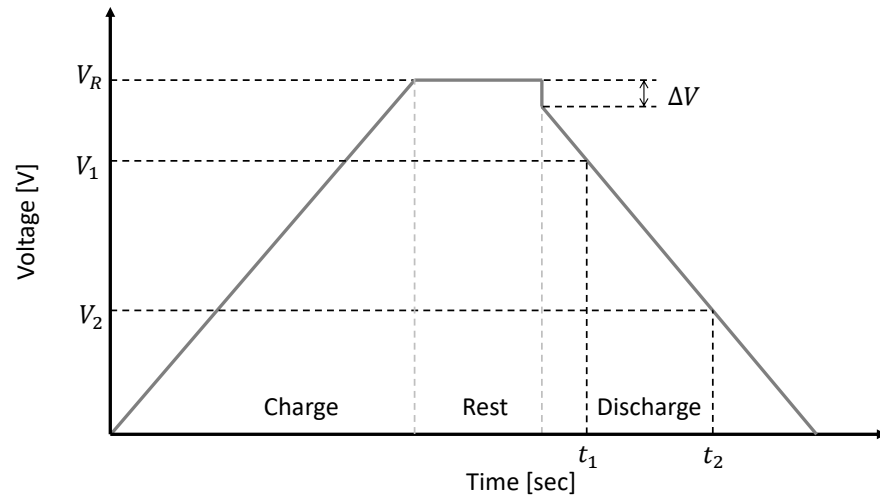 V_R
ΔV
V_1
Voltage [V]
V_2
Charge
Rest
Discharge
t_1
t_2
Time [sec]